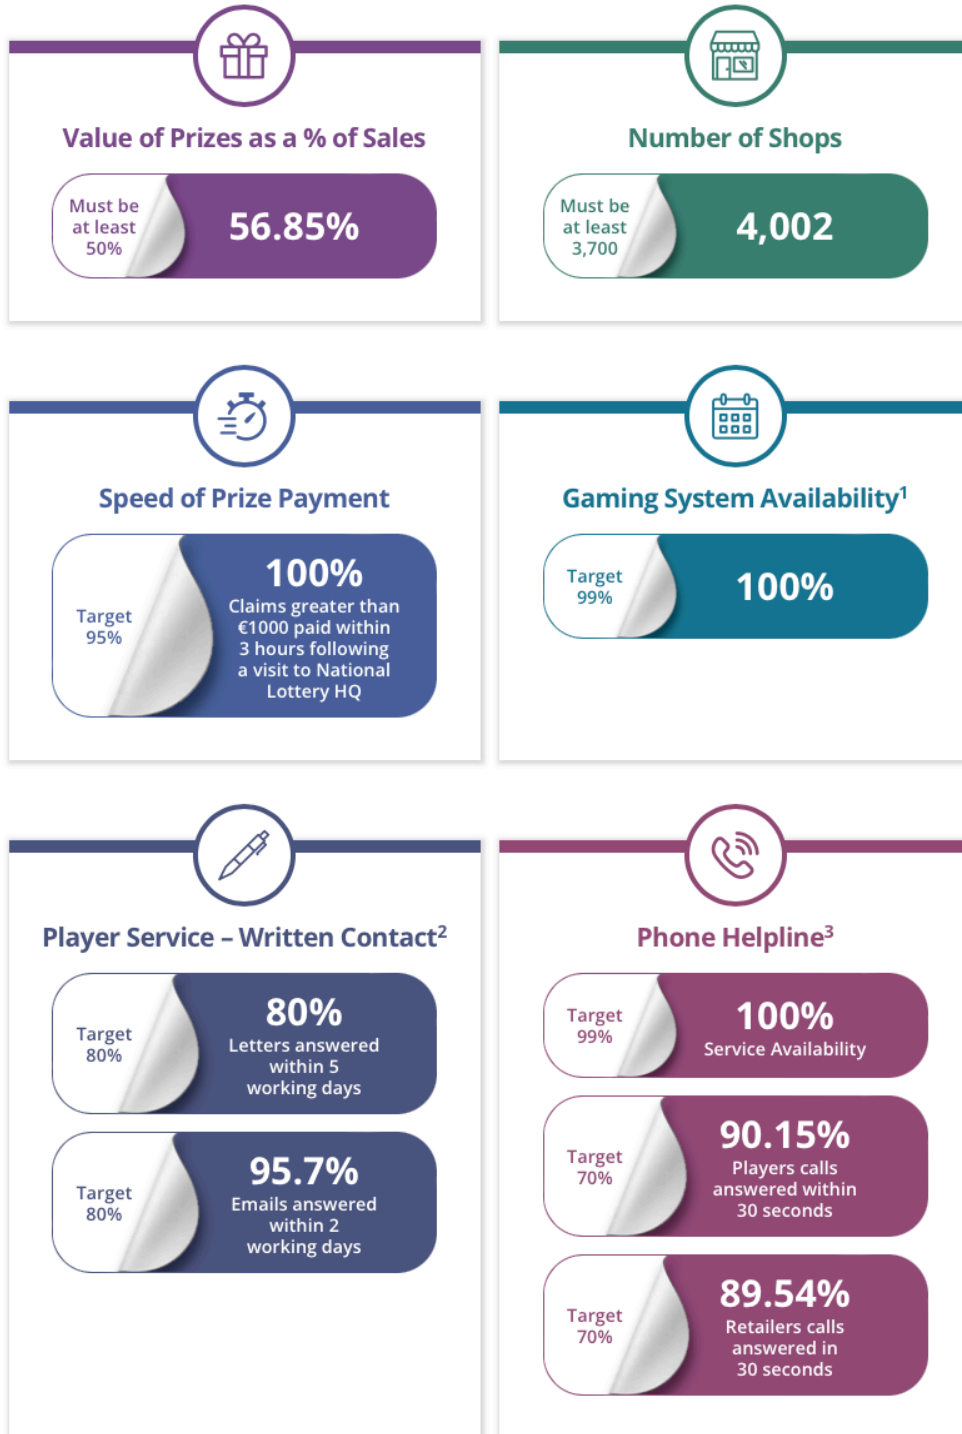 Value of Prizes as a % of Sales
Must be
at least
50%
56.85%
Number of Shops
Must be
at least
3,700
4,002
Speed of Prize Payment
Target
95%
100%
Claims greater than
€1000 paid within
3 hours following
a visit to National
Lottery HQ
Gaming System Availability¹
Target
99%
100%
Player Service – Written Contact²
Target
80%
80%
Letters answered
within 5
working days
Target
80%
95.7%
Emails answered
within 2
working days
Phone Helpline³
Target
99%
100%
Service Availability
Target
70%
90.15%
Players calls
answered within
30 seconds
Target
70%
89.54%
Retailers calls
answered in
30 seconds